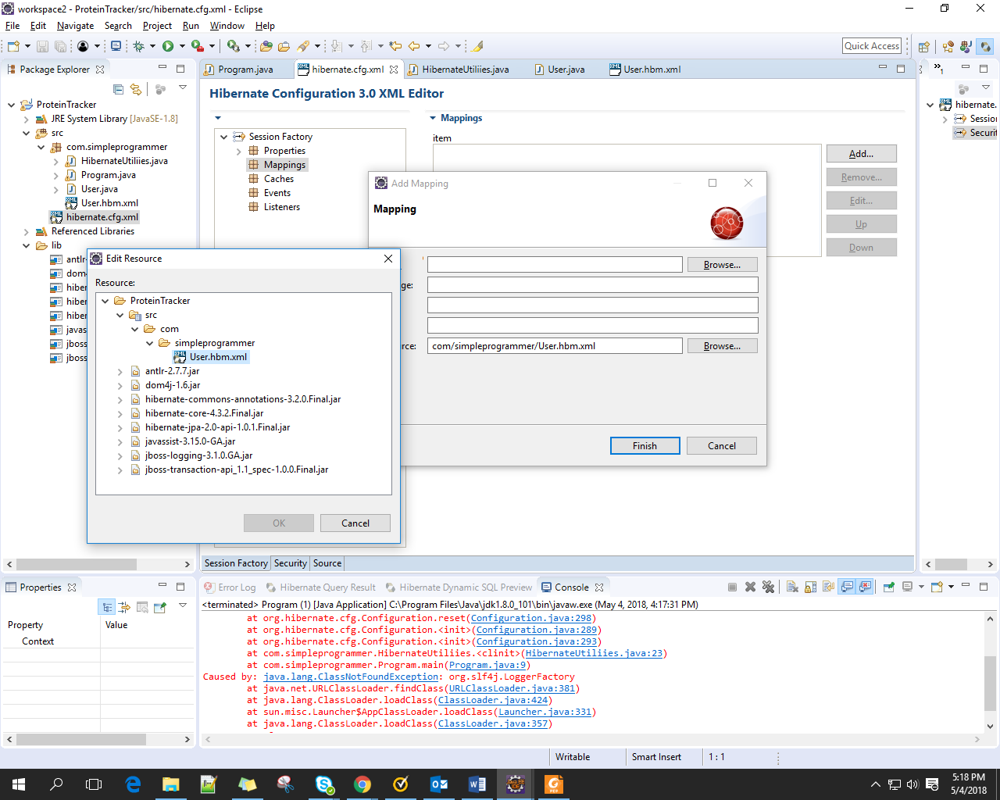 workspace2 - ProteinTracker/src/hibernate.cfg.xml - Eclipse
File Edit Navigate Search Project Run Window Help
Quick Access
Package Explorer
Program.java
hibernate.cfg.xml
HibernateUtiliies.java
User.java
User.hbm.xml
»1
ProteinTracker
JRE System Library [JavaSE-1.8]
src
com.simpleprogrammer
HibernateUtiliies.java
Program.java
User.java
User.hbm.xml
hibernate.cfg.xml
Referenced Libraries
lib
antlr-
dom4
hiber
hiber
hiber
javas
jboss
jboss
Hibernate Configuration 3.0 XML Editor
Session Factory
Properties
Mappings
Caches
Events
Listeners
Mappings
item
Add...
Remove...
Edit...
Up
Down
hibernate.
Session
Securit
Add Mapping
Mapping
Browse...
ge:
rce:
com/simpleprogrammer/User.hbm.xml
Browse...
Finish
Cancel
Edit Resource
Resource:
ProteinTracker
src
com
simpleprogrammer
User.hbm.xml
antlr-2.7.7.jar
dom4j-1.6.jar
hibernate-commons-annotations-3.2.0.Final.jar
hibernate-core-4.3.2.Final.jar
hibernate-jpa-2.0-api-1.0.1.Final.jar
javassist-3.15.0-GA.jar
jboss-logging-3.1.0.GA.jar
jboss-transaction-api_1.1_spec-1.0.0.Final.jar
OK
Cancel
Session Factory Security Source
Properties
Property Value
Context
Error Log
Hibernate Query Result
Hibernate Dynamic SQL Preview
Console
<terminated> Program (1) [Java Application] C:\Program Files\Java\jdk1.8.0_101\bin\javaw.exe (May 4, 2018, 4:17:31 PM)
at org.hibernate.cfg.Configuration.reset(Configuration.java:298)
at org.hibernate.cfg.Configuration.<init>(Configuration.java:289)
at org.hibernate.cfg.Configuration.<init>(Configuration.java:293)
at com.simpleprogrammer.HibernateUtiliies.<clinit>(HibernateUtiliies.java:23)
at com.simpleprogrammer.Program.main(Program.java:9)
Caused by: java.lang.ClassNotFoundException: org.slf4j.LoggerFactory
at java.net.URLClassLoader.findClass(URLClassLoader.java:381)
at java.lang.ClassLoader.loadClass(ClassLoader.java:424)
at sun.misc.Launcher$AppClassLoader.loadClass(Launcher.java:331)
at java.lang.ClassLoader.loadClass(ClassLoader.java:357)
Writable
Smart Insert
1 : 1
5:18 PM
5/4/2018